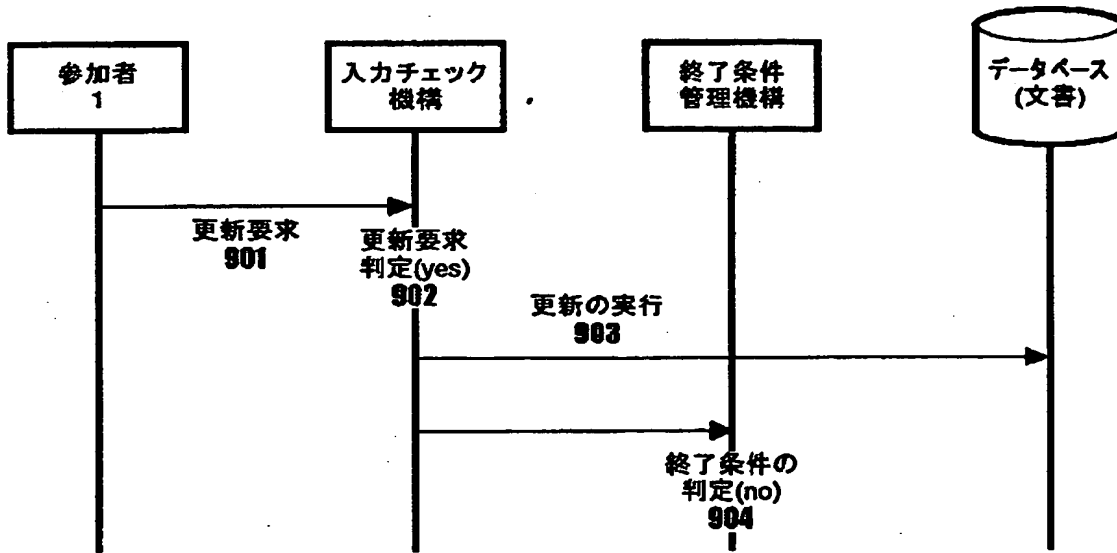 参加者
1
入力チェック
機構
終了条件
管理機構
データベース
(文書)
更新要求
901
更新要求
判定(yes)
902
更新の実行
903
終了条件の
判定(no)
904